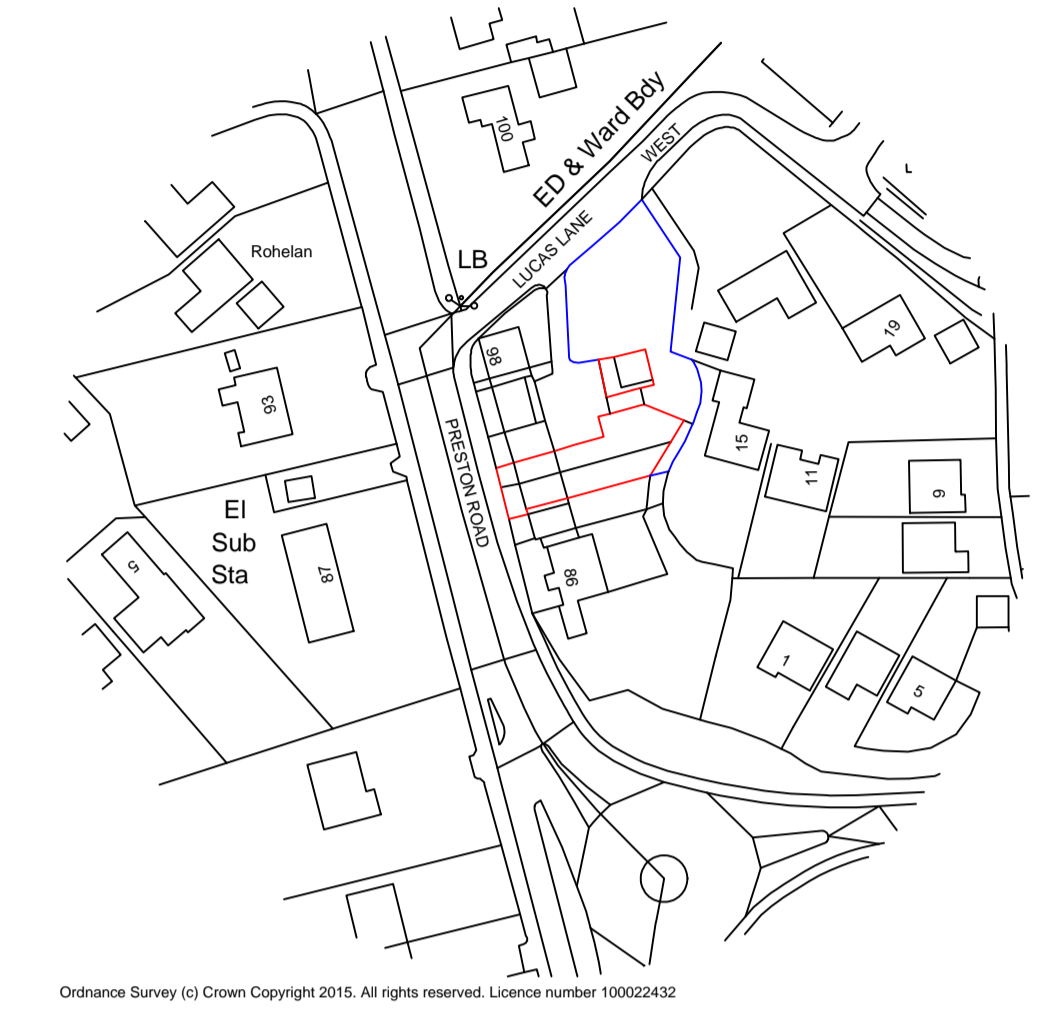 100
ED & Ward Bdy
WEST
L
LUCAS LANE
Rohelan
LB
19
98
93
PRESTON ROAD
15
11
9
El
Sub
Sta
87
5
86
1
5
Ordnance Survey (c) Crown Copyright 2015. All rights reserved. Licence number 100022432